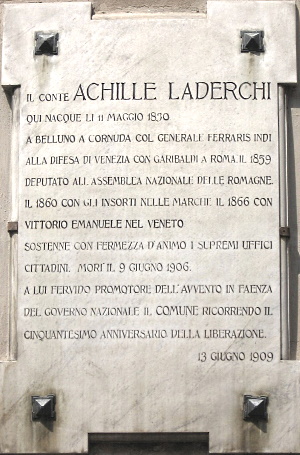 IL CONTE ACHILLE LADERCHI
QUI NACQUE LI 11 MAGGIO 1830
A BELLUNO A CORNUDA COL GENERALE FERRARIS INDI
ALLA DIFESA DI VENEZIA CON GARIBALDI A ROMA. IL 1859
DEPUTATO ALL'ASSEMBLEA NAZIONALE DELLE ROMAGNE.
IL 1860 CON GLI INSORTI NELLE MARCHE IL 1866 CON
VITTORIO EMANUELE NEL VENETO
SOSTENNE CON FERMEZZA D'ANIMO I SUPREMI UFFICI
CITTADINI. MORI' IL 9 GIUGNO 1906.
A LUI FERVIDO PROMOTORE DELL'AVVENTO IN FAENZA
DEL GOVERNO NAZIONALE IL COMUNE RICORRENDO IL
CINQUANTESIMO ANNIVERSARIO DELLA LIBERAZIONE.
13 GIUGNO 1909